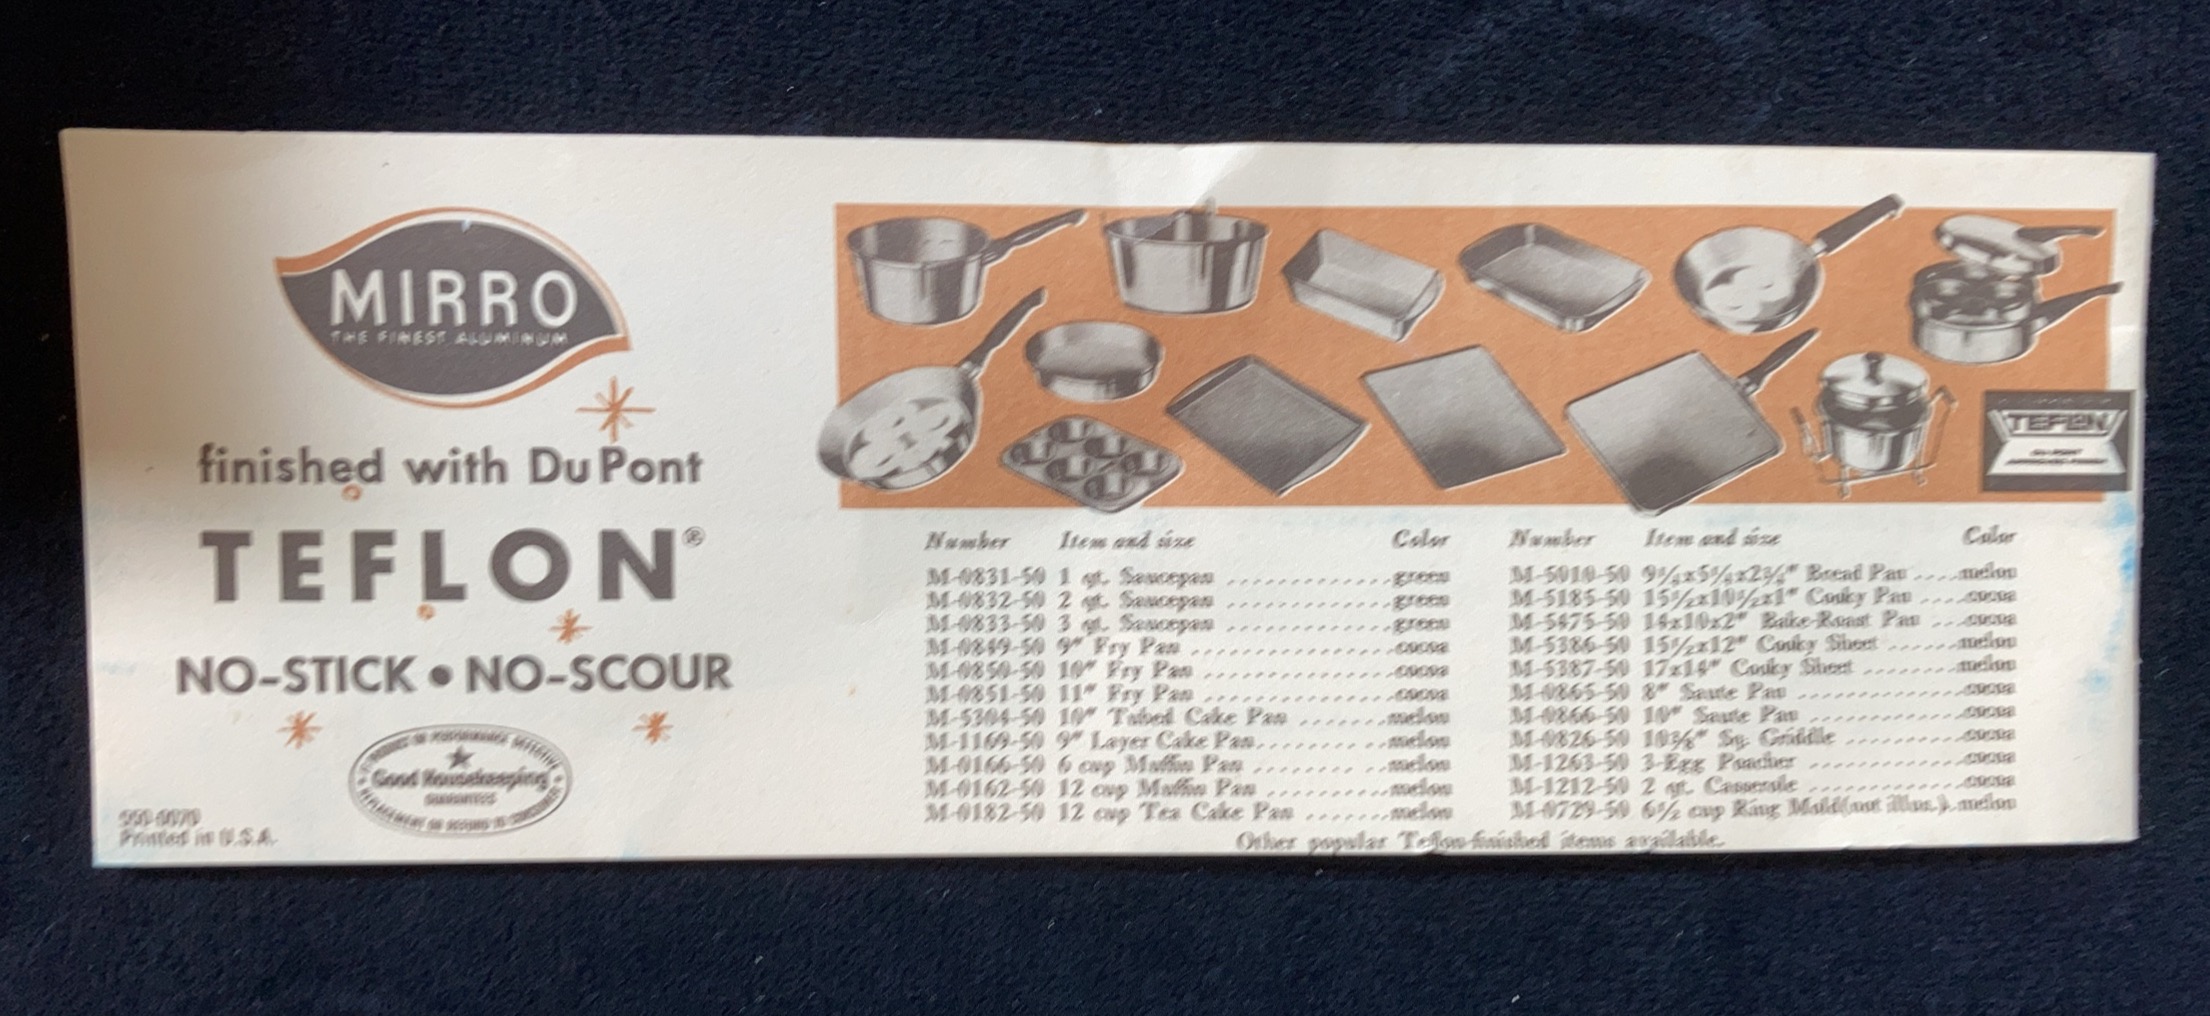 MIRRO
THE FINEST ALUMINUM
finished with Du Pont
TEFLON®
NO-STICK • NO-SCOUR
Good Housekeeping
GUARANTEES
Printed in U.S.A.
TEFLON
Number Item and size Color
M-0831-50 1 qt. Saucepan ............... green
M-0832-50 2 qt. Saucepan ............... green
M-0833-50 3 qt. Saucepan ............... green
M-0849-50 9" Fry Pan ............... cocoa
M-0850-50 10" Fry Pan ............... cocoa
M-0851-50 11" Fry Pan ............... cocoa
M-5304-50 10" Tubed Cake Pan ....... melon
M-1169-50 9" Layer Cake Pan ......... melon
M-0166-50 6 cup Muffin Pan ......... melon
M-0162-50 12 cup Muffin Pan ......... melon
M-0182-50 12 cup Tea Cake Pan ....... melon
Number Item and size Color
M-5010-50 9¼x5¼x2¾" Bread Pan .... melon
M-5185-50 15½x10½x1" Cooky Pan .... cocoa
M-5475-50 14x10x2" Bake-Roast Pan ... cocoa
M-5386-50 15½x12" Cooky Sheet ...... melon
M-5387-50 17x14" Cooky Sheet ....... melon
M-0865-50 8" Saute Pan ............. cocoa
M-0866-50 10" Saute Pan ............ cocoa
M-0826-50 10⅜" Sq. Griddle ......... cocoa
M-1263-50 3-Egg Poacher ............ cocoa
M-1212-50 2 qt. Casserole .......... cocoa
M-0729-50 6½ cup Ring Mold (not illus.). melon
Other popular Teflon-finished items available.